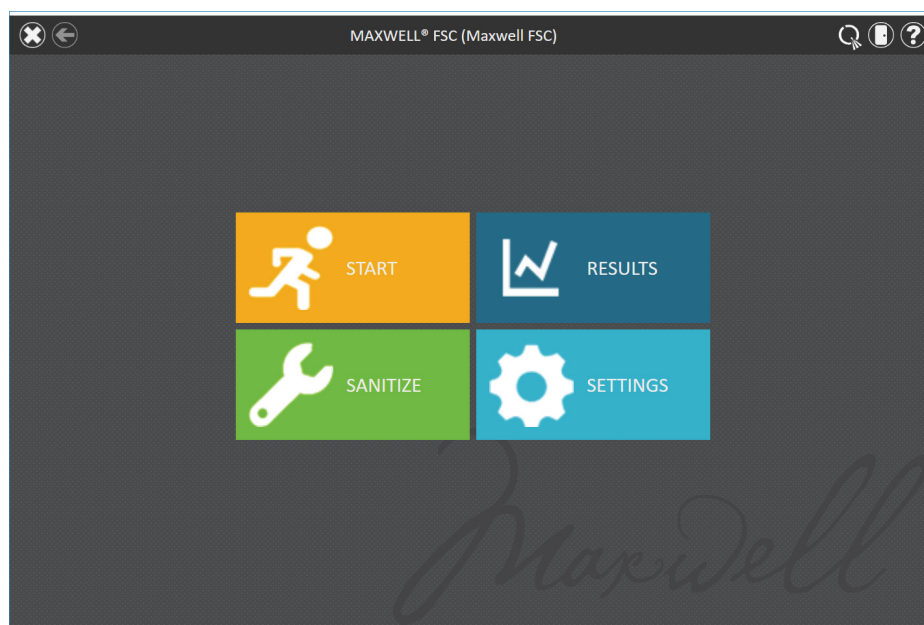 MAXWELL® FSC (Maxwell FSC)
START
RESULTS
SANITIZE
SETTINGS
Maxwell